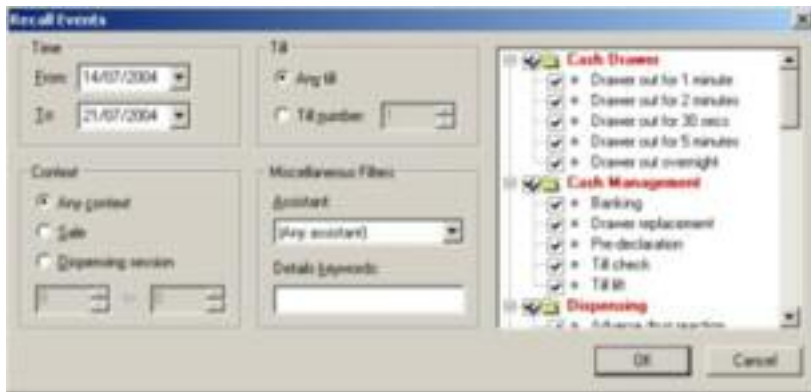 Recall Events
Time
From 14/07/2004
To 21/07/2004
Till
Any till
Till number 1
Context
Any context
Sale
Dispensing session
Miscellaneous Filters
Assistant
(Any assistant)
Details keywords
Cash Drawer
Drawer out for 1 minute
Drawer out for 2 minutes
Drawer out for 30 secs
Drawer out for 5 minutes
Drawer out overnight
Cash Management
Banking
Drawer replacement
Pre-declaration
Till check
Till lift
Dispensing
Adverse drug reaction
OK
Cancel